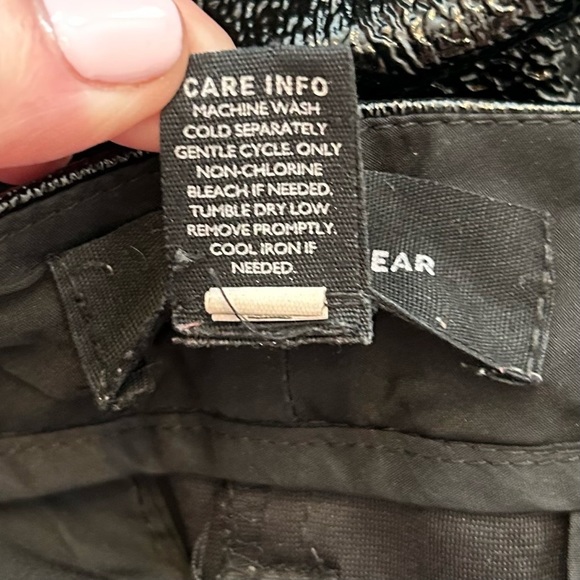 CARE INFO
MACHINE WASH
COLD SEPARATELY
GENTLE CYCLE. ONLY
NON-CHLORINE
BLEACH IF NEEDED.
TUMBLE DRY LOW
REMOVE PROMPTLY.
COOL IRON IF
NEEDED.
EAR